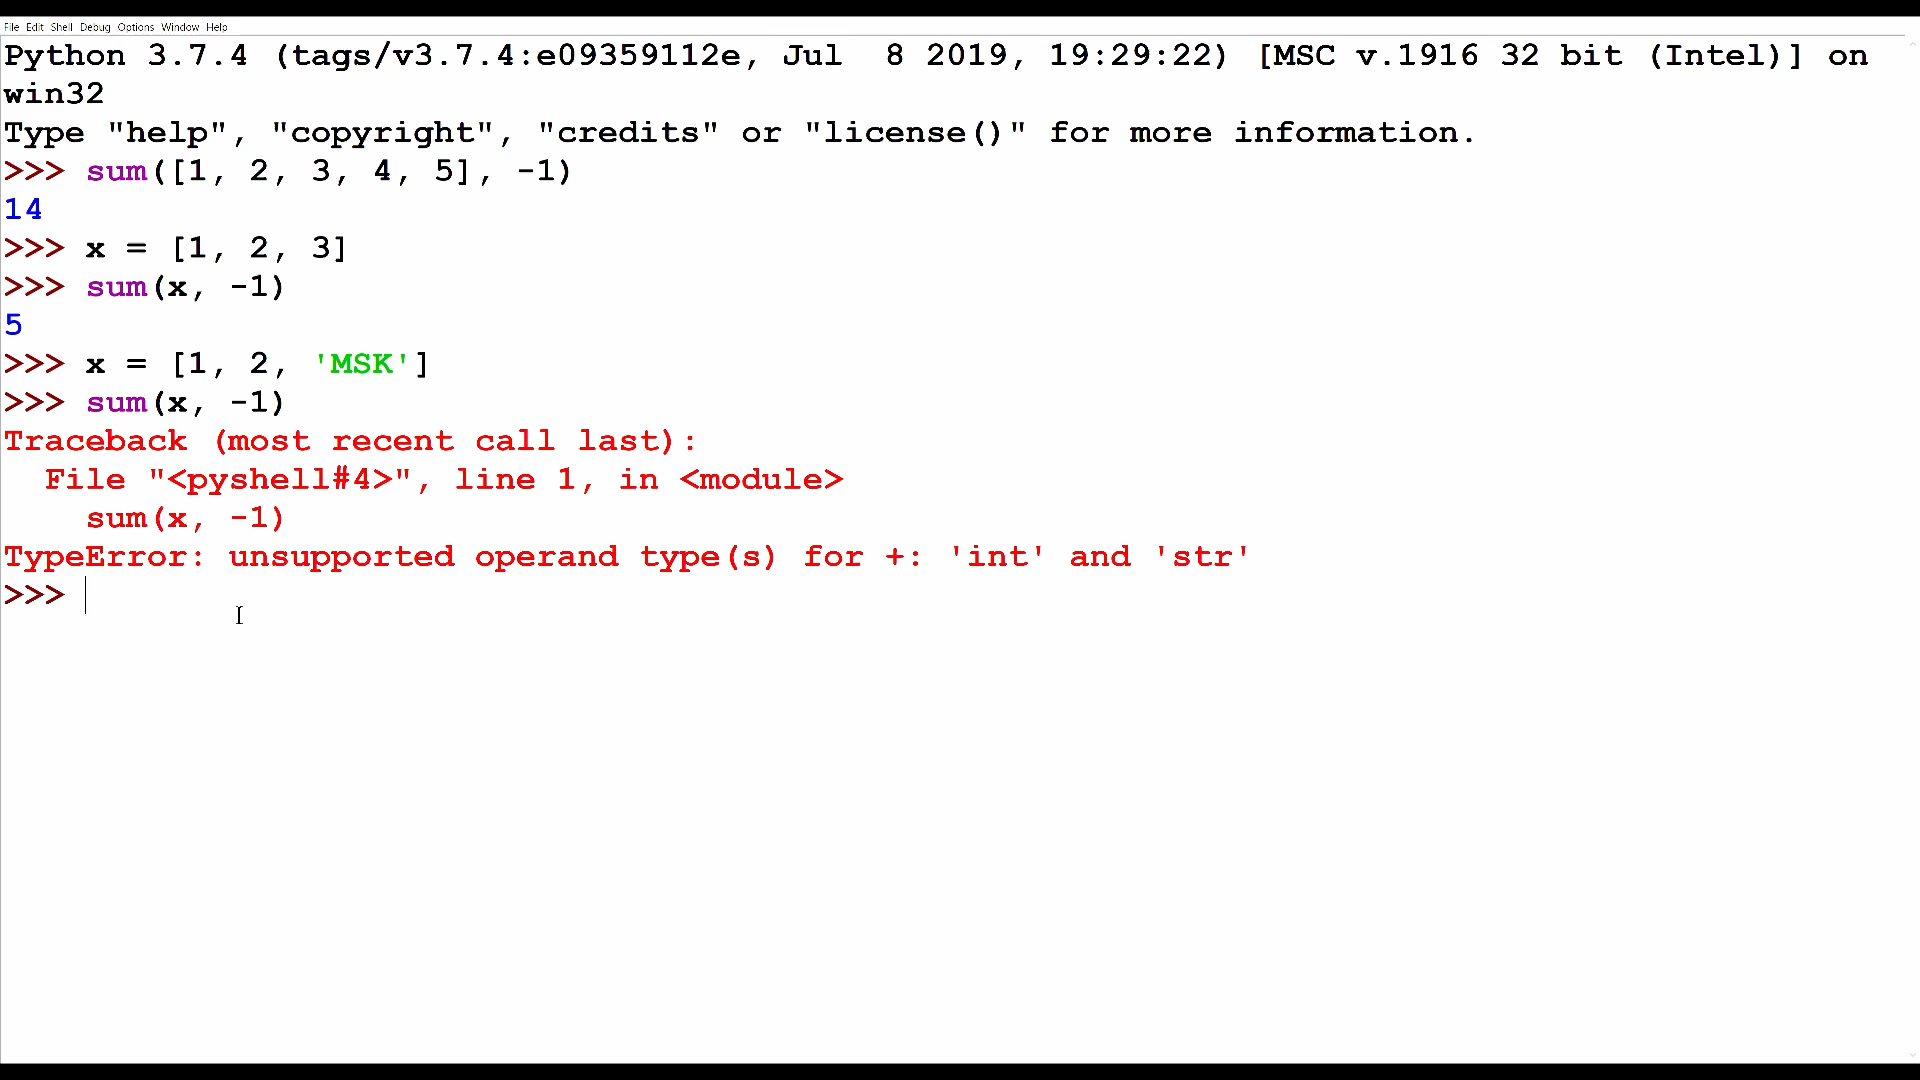 File Edit Shell Debug Options Window Help
Python 3.7.4 (tags/v3.7.4:e09359112e, Jul  8 2019, 19:29:22) [MSC v.1916 32 bit (Intel)] on
win32
Type "help", "copyright", "credits" or "license()" for more information.
>>> sum([1, 2, 3, 4, 5], -1)
14
>>> x = [1, 2, 3]
>>> sum(x, -1)
5
>>> x = [1, 2, 'MSK']
>>> sum(x, -1)
Traceback (most recent call last):
  File "<pyshell#4>", line 1, in <module>
    sum(x, -1)
TypeError: unsupported operand type(s) for +: 'int' and 'str'
>>>